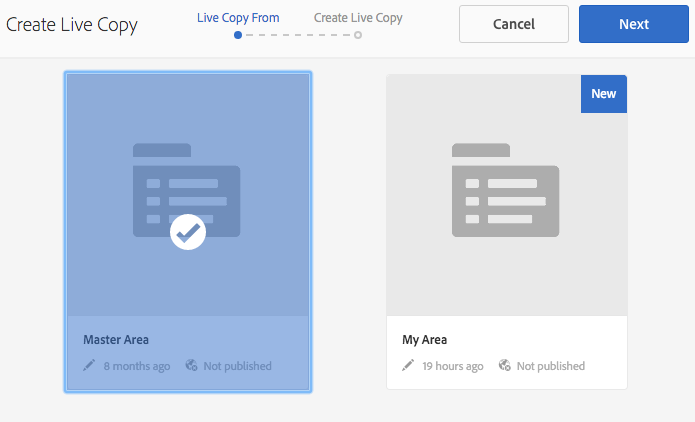 Create Live Copy
Live Copy From
Create Live Copy
Cancel
Next
New
Master Area
8 months ago
Not published
My Area
19 hours ago
Not published